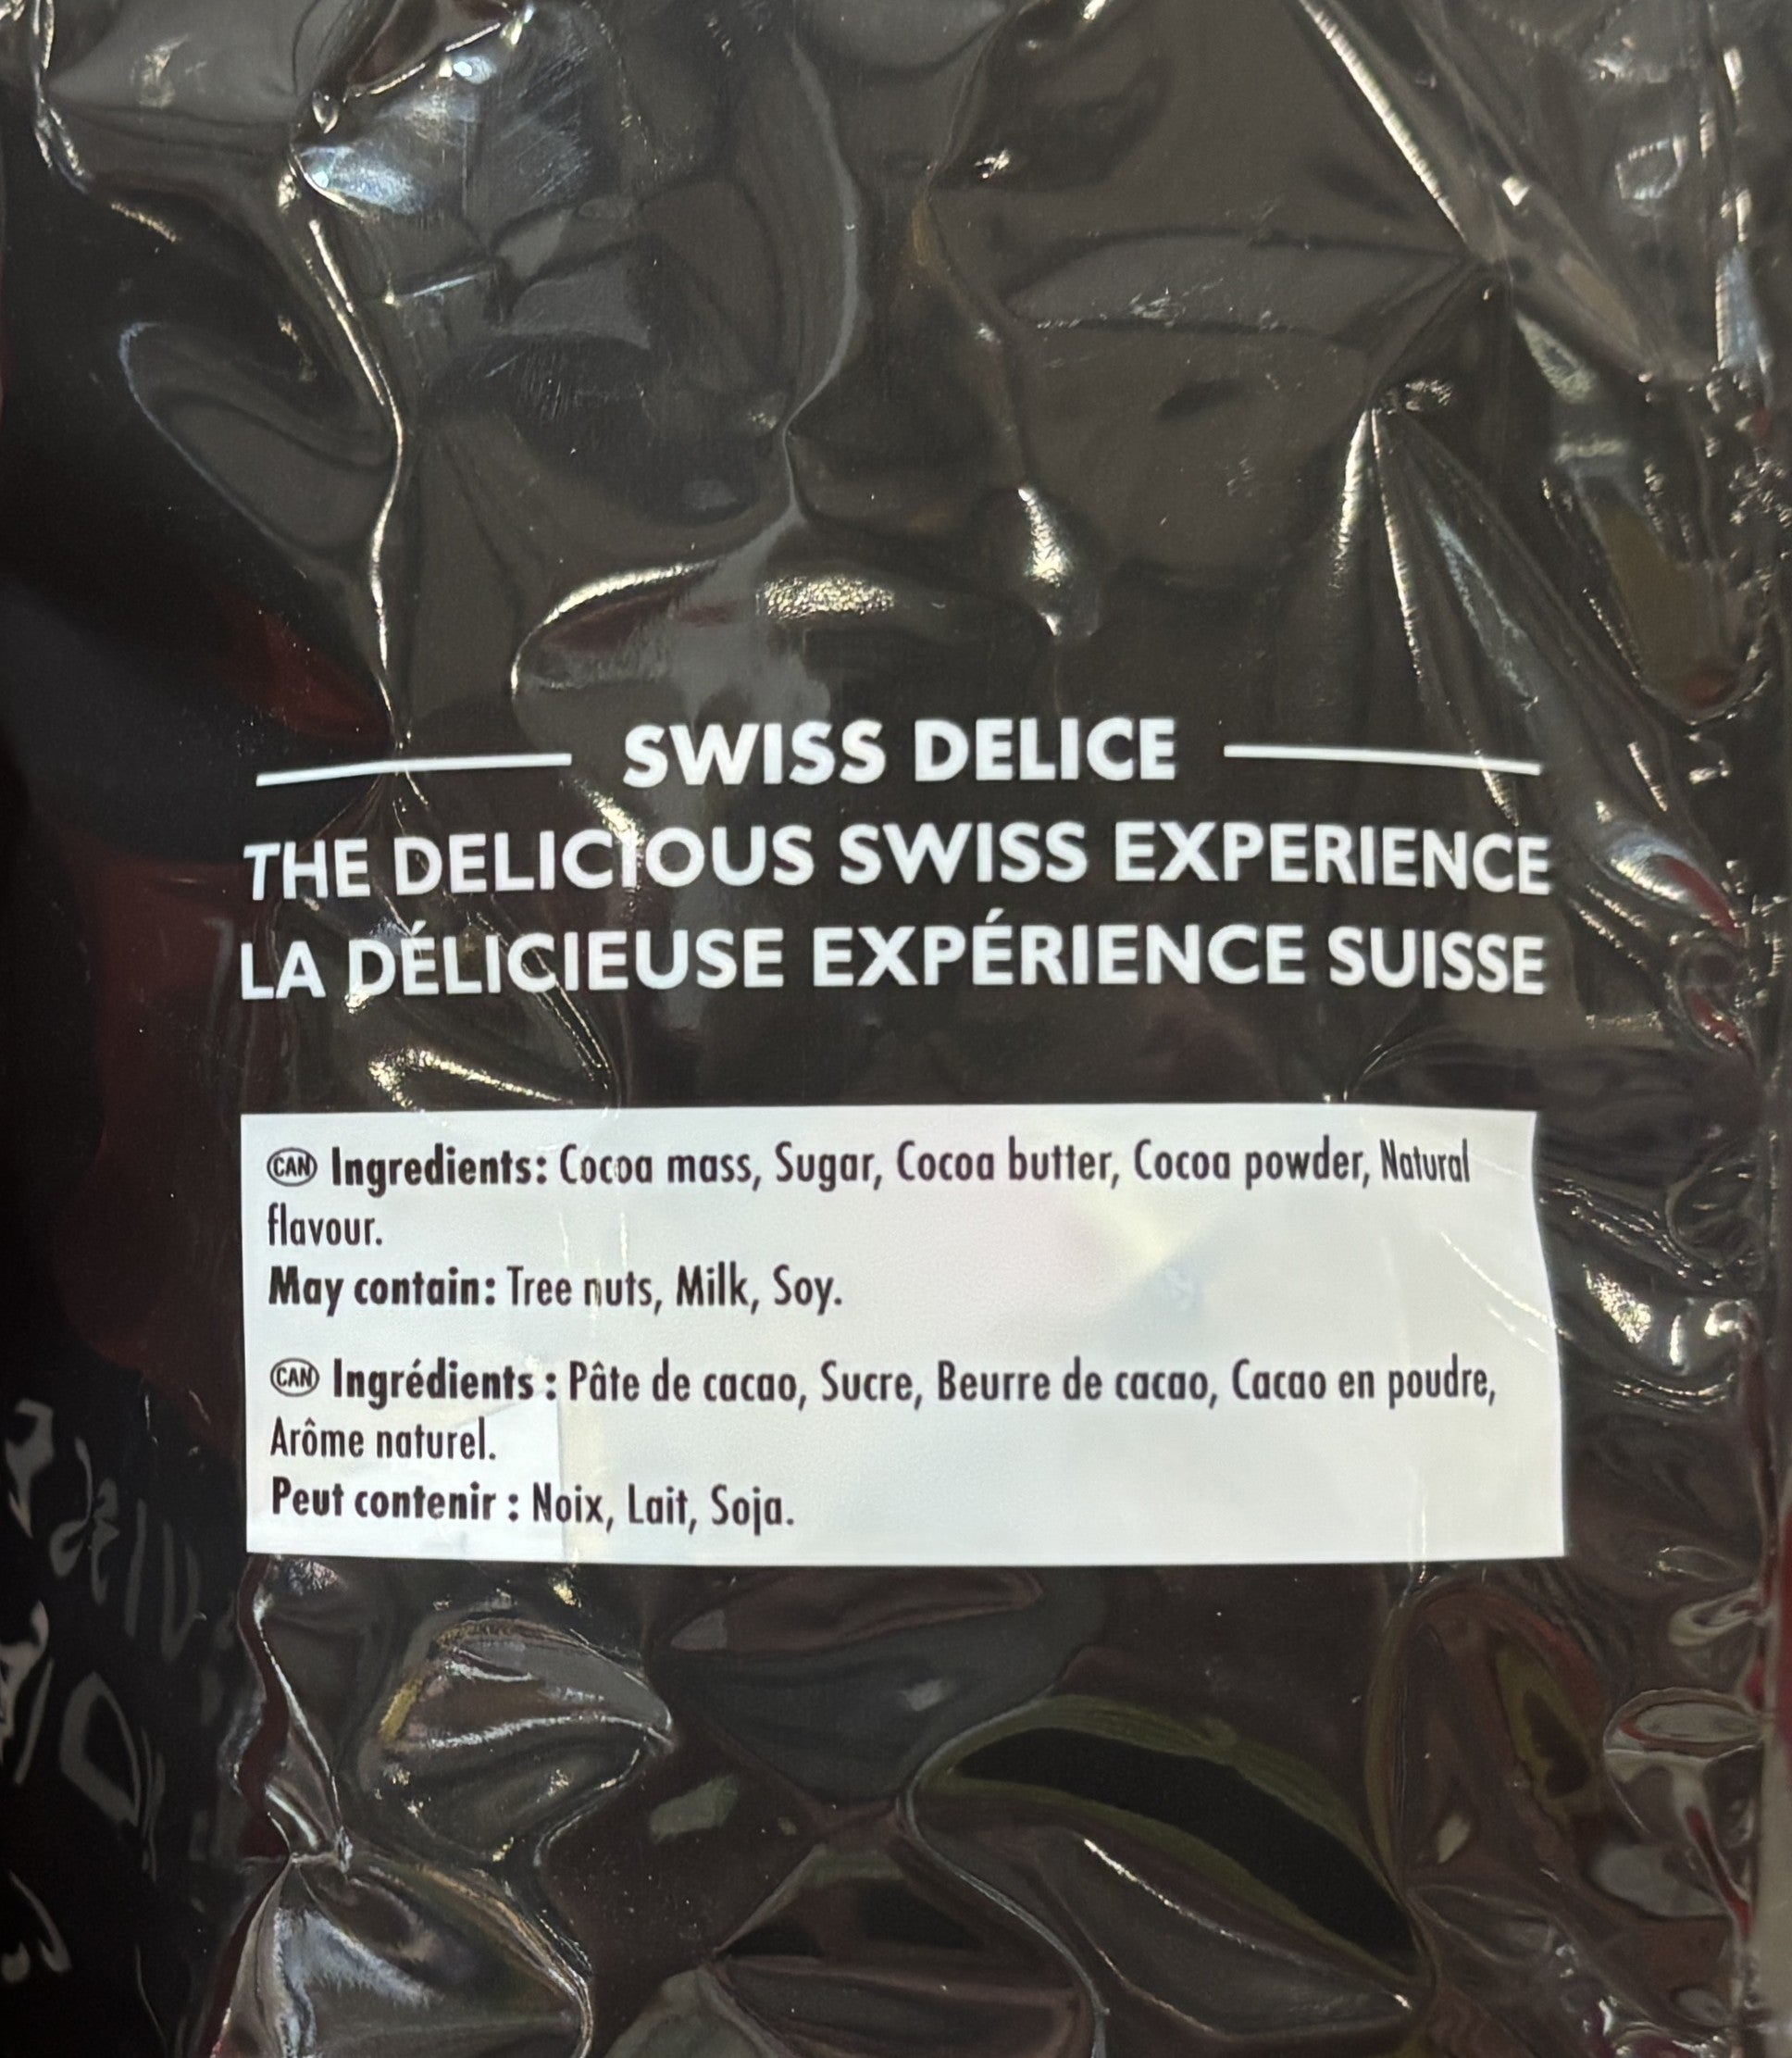 SWISS DELICE
THE DELICIOUS SWISS EXPERIENCE
LA DÉLICIEUSE EXPÉRIENCE SUISSE
CAN Ingredients: Cocoa mass, Sugar, Cocoa butter, Cocoa powder, Natural
flavour.
May contain: Tree nuts, Milk, Soy.
CAN Ingrédients : Pâte de cacao, Sucre, Beurre de cacao, Cacao en poudre,
Arôme naturel.
Peut contenir : Noix, Lait, Soja.